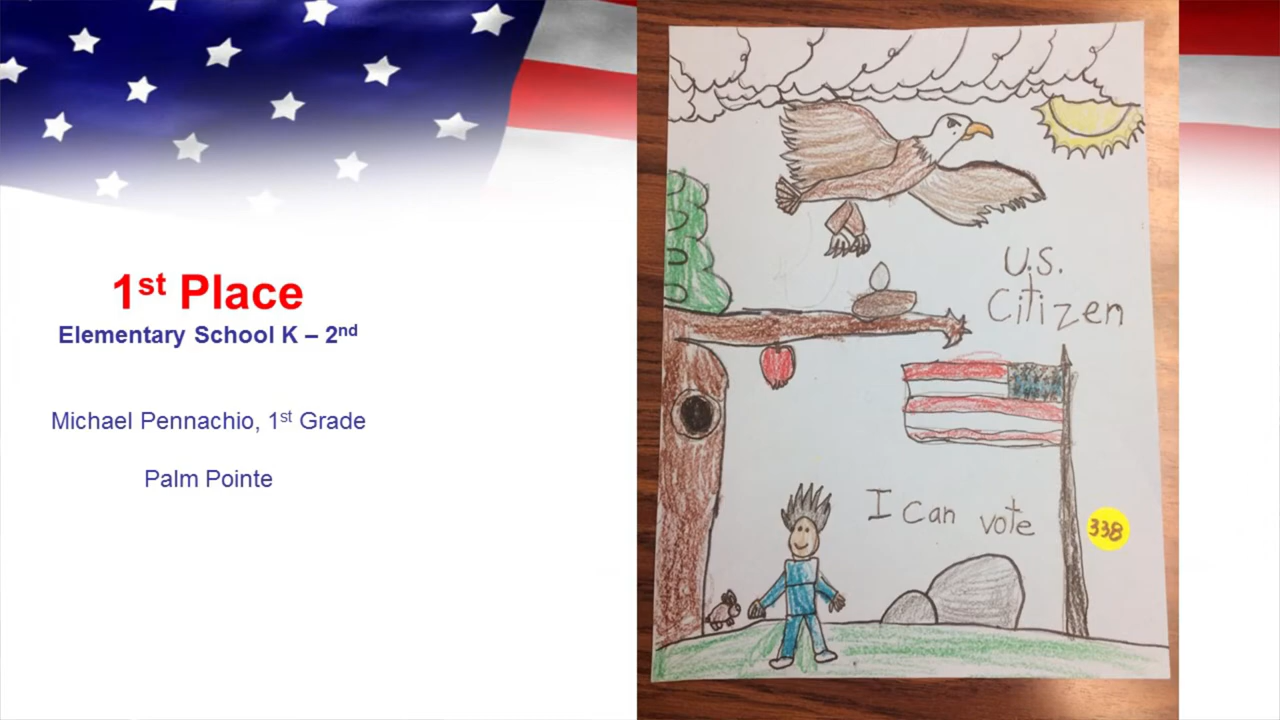 1st Place
Elementary School K – 2nd
Michael Pennachio, 1st Grade
Palm Pointe
U.S.
Citizen
I can vote
338